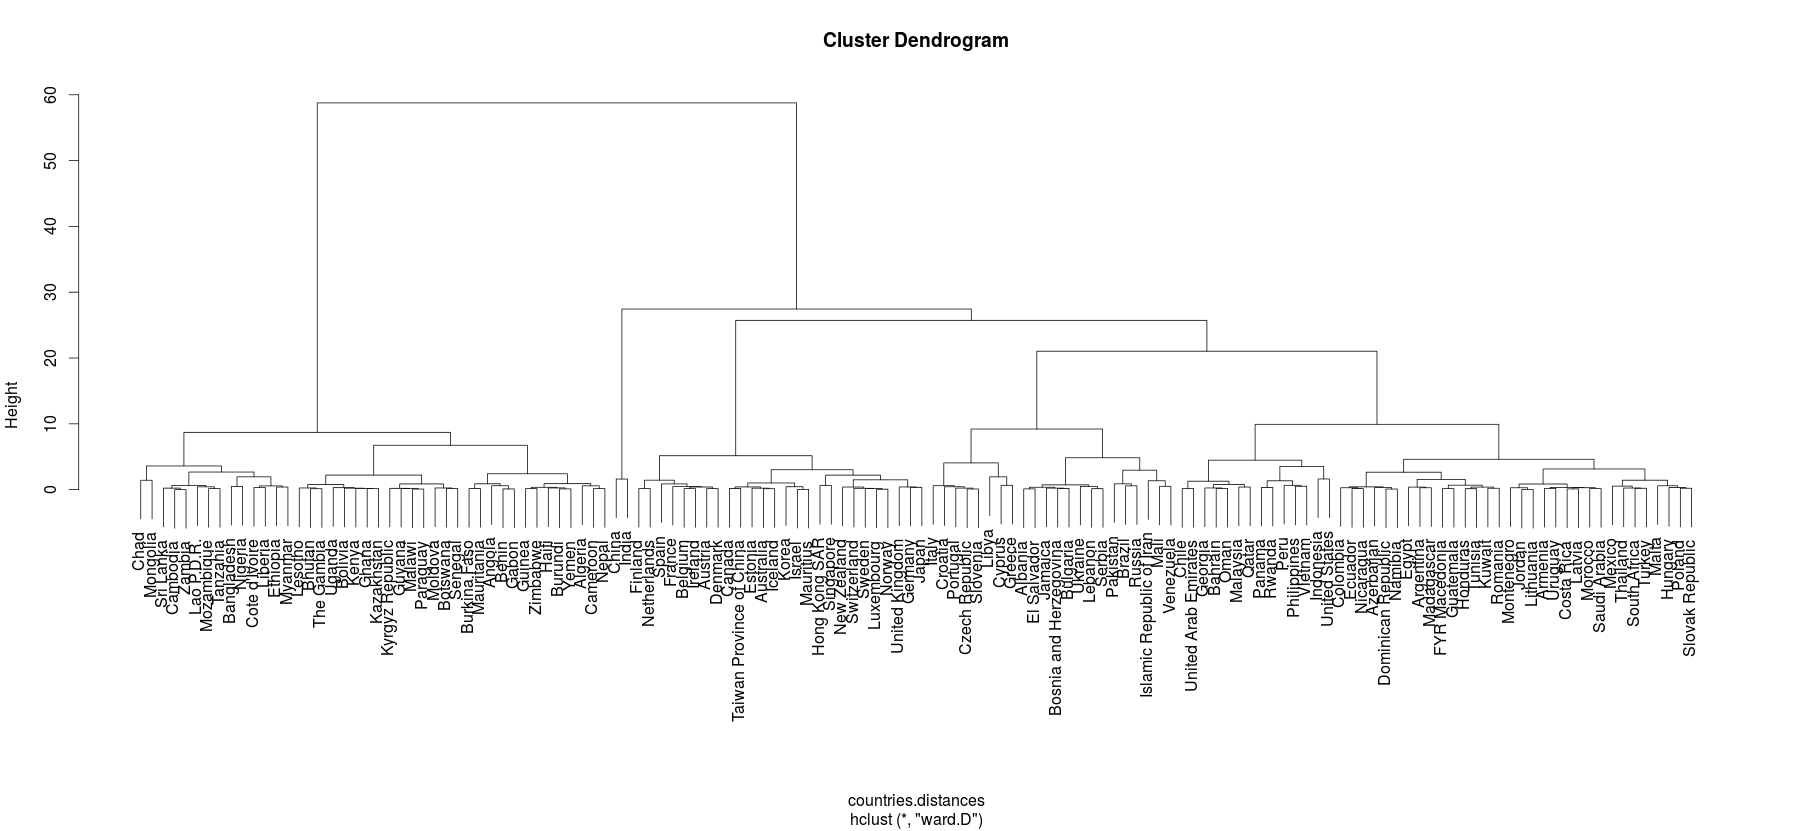 Cluster Dendrogram
Height
60
50
40
30
20
10
0
Chad
Mongolia
Sri Lanka
Cambodia
Zambia
Lao P.D.R.
Mozambique
Tanzania
Bangladesh
Nigeria
Cote d'Ivoire
Liberia
Ethiopia
Myanmar
Lesotho
Bhutan
The Gambia
Uganda
Bolivia
Kenya
Ghana
Kazakhstan
Kyrgyz Republic
Guyana
Malawi
Paraguay
Moldova
Botswana
Senegal
Burkina Faso
Mauritania
Angola
Benin
Gabon
Guinea
Zimbabwe
Haiti
Burundi
Yemen
Algeria
Cameroon
Nepal
China
India
Finland
Netherlands
Spain
France
Belgium
Ireland
Austria
Denmark
Canada
Taiwan Province of China
Estonia
Australia
Iceland
Korea
Israel
Mauritius
Hong Kong SAR
Singapore
New Zealand
Switzerland
Sweden
Luxembourg
Norway
United Kingdom
Germany
Japan
Italy
Croatia
Portugal
Czech Republic
Slovenia
Libya
Cyprus
Greece
Albania
El Salvador
Jamaica
Bosnia and Herzegovina
Bulgaria
Ukraine
Lebanon
Serbia
Pakistan
Brazil
Russia
Islamic Republic of Iran
Mali
Venezuela
Chile
United Arab Emirates
Georgia
Bahrain
Oman
Malaysia
Qatar
Panama
Rwanda
Peru
Philippines
Vietnam
Indonesia
United States
Colombia
Ecuador
Nicaragua
Azerbaijan
Dominican Republic
Namibia
Egypt
Argentina
Madagascar
FYR Macedonia
Guatemala
Honduras
Tunisia
Kuwait
Romania
Montenegro
Jordan
Lithuania
Armenia
Uruguay
Costa Rica
Latvia
Morocco
Saudi Arabia
Mexico
Thailand
South Africa
Turkey
Malta
Hungary
Poland
Slovak Republic
countries.distances
hclust (*, "ward.D")